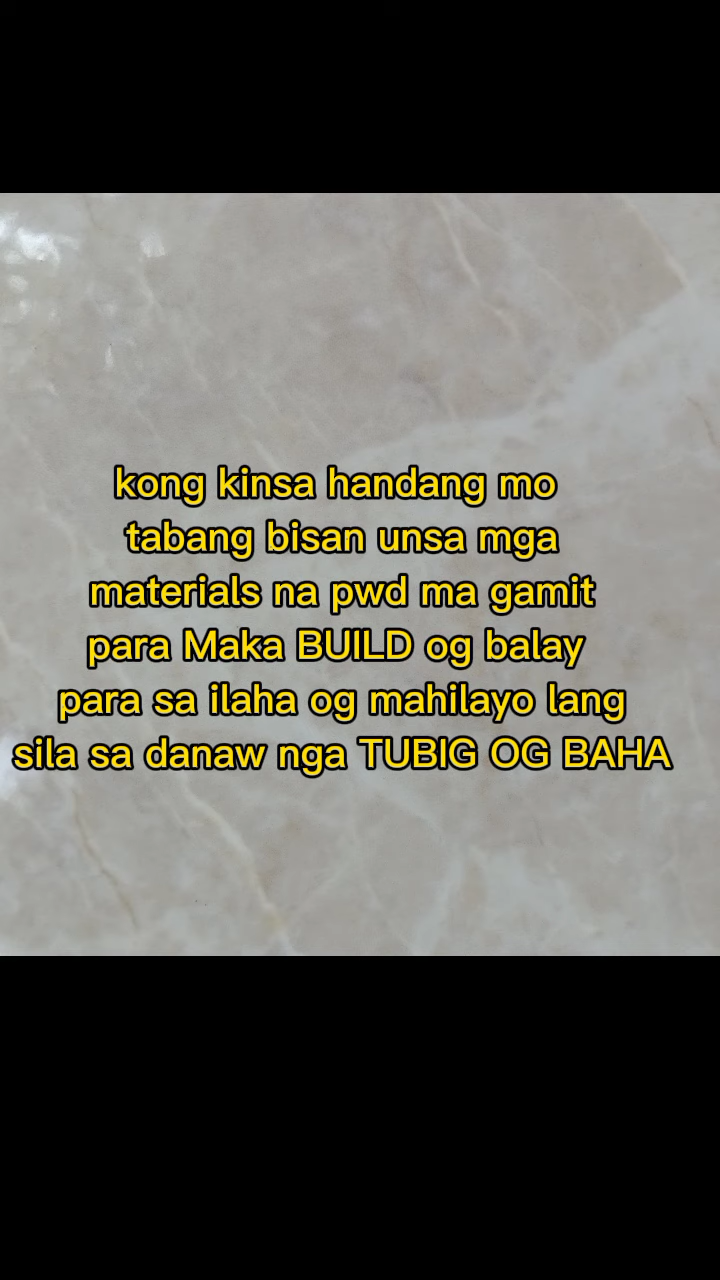 kong kinsa handang mo
tabang bisan unsa mga
materials na pwd ma gamit
para Maka BUILD og balay
para sa ilaha og mahilayo lang
sila sa danaw nga TUBIG OG BAHA